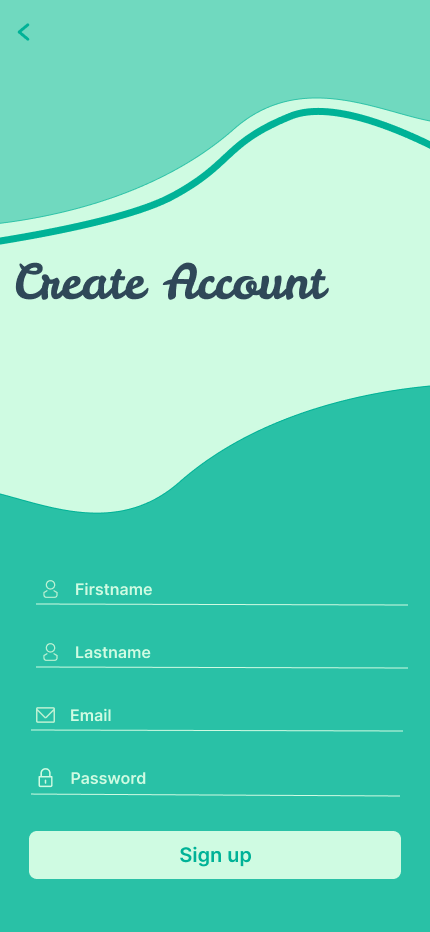 Create Account
Firstname
Lastname
Email
Password
Sign up